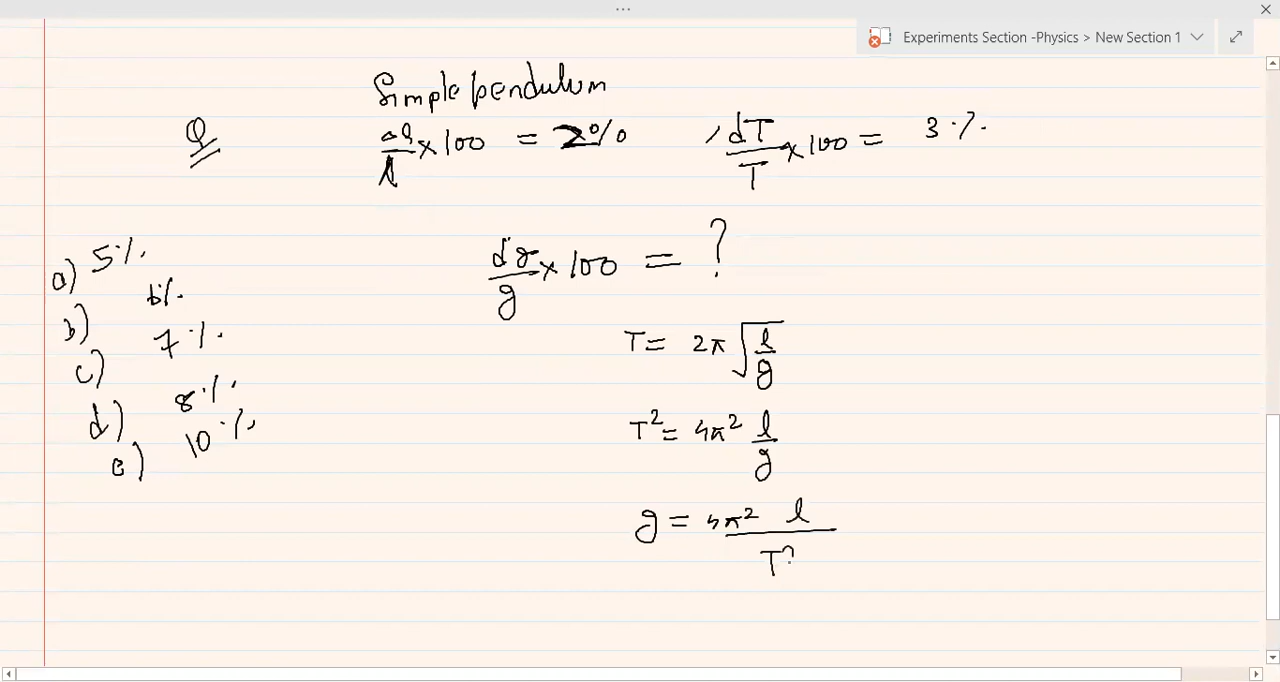 ...
Experiments Section -Physics > New Section 1
Simple pendulum
Q Δl/l × 100 = 2% , dT/T × 100 = 3 %
dg/g × 100 = ?
a) 5%
b) 6%
c) 7%
d) 8%
e) 10%
T = 2π √(l/g)
T² = 4π² l/g
g = 4π² l / T²